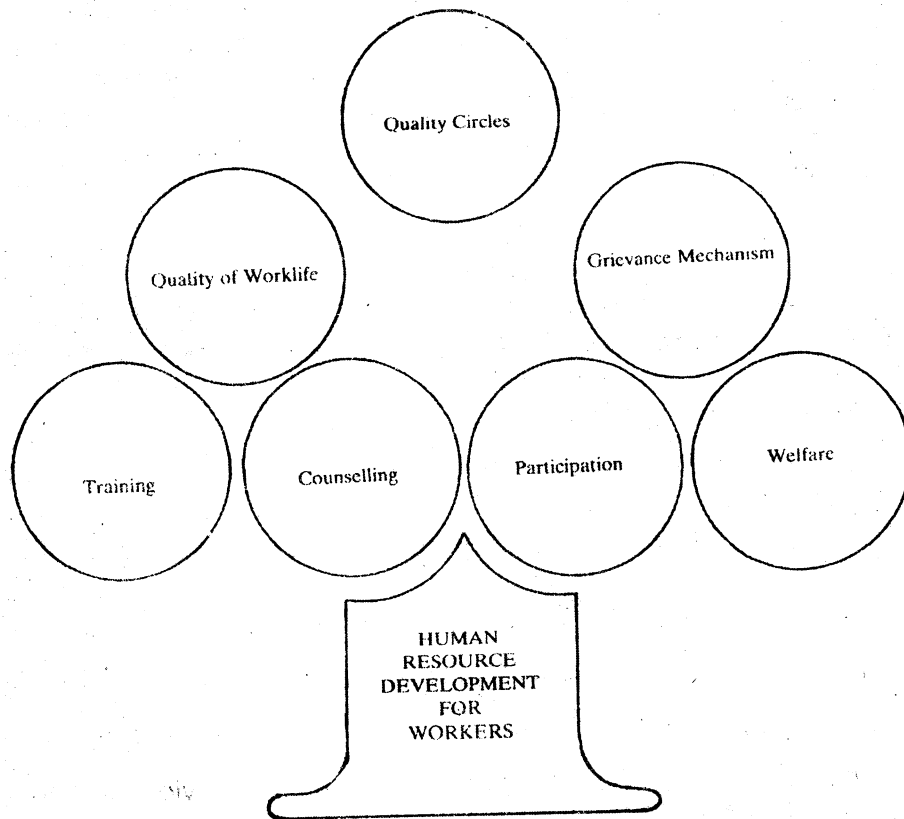 Quality Circles
Quality of Worklife
Grievance Mechanism
Training
Counselling
Participation
Welfare
HUMAN
RESOURCE
DEVELOPMENT
FOR
WORKERS